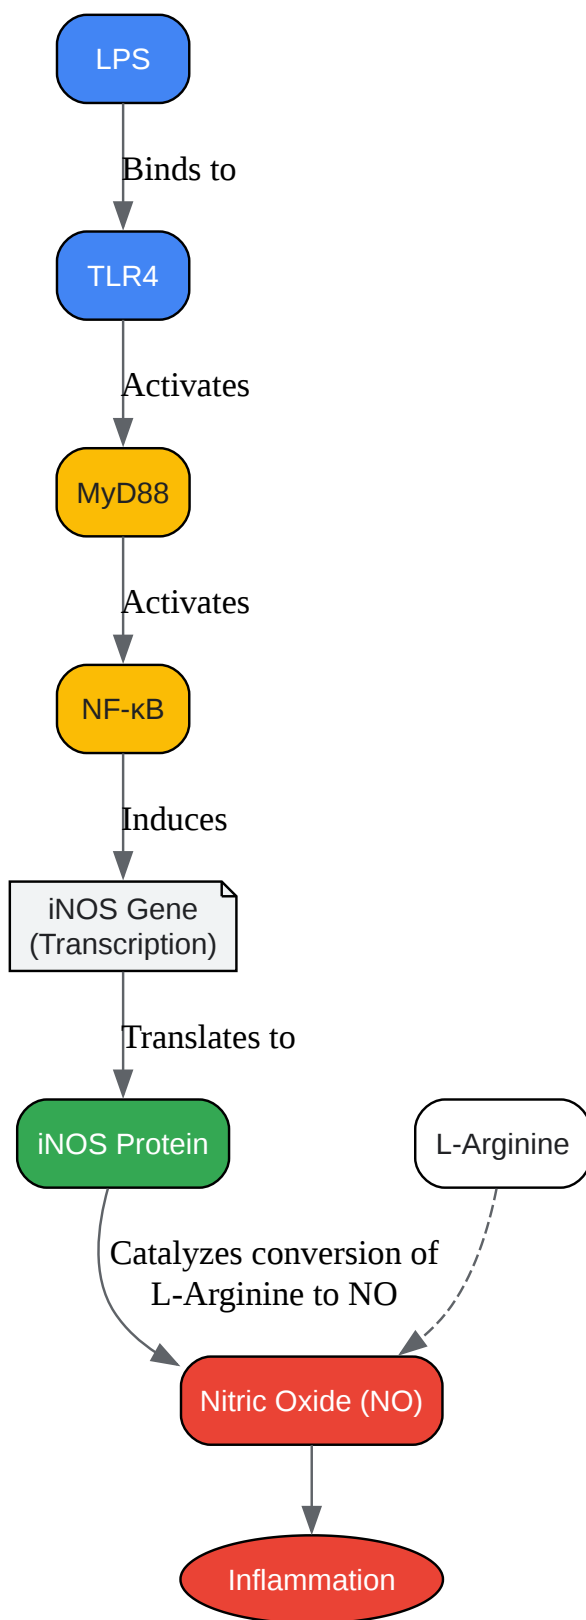 LPS
Binds to
TLR4
Activates
MyD88
Activates
NF-κB
Induces
iNOS Gene
(Transcription)
Translates to
iNOS Protein
L-Arginine
Catalyzes conversion of
L-Arginine to NO
Nitric Oxide (NO)
Inflammation